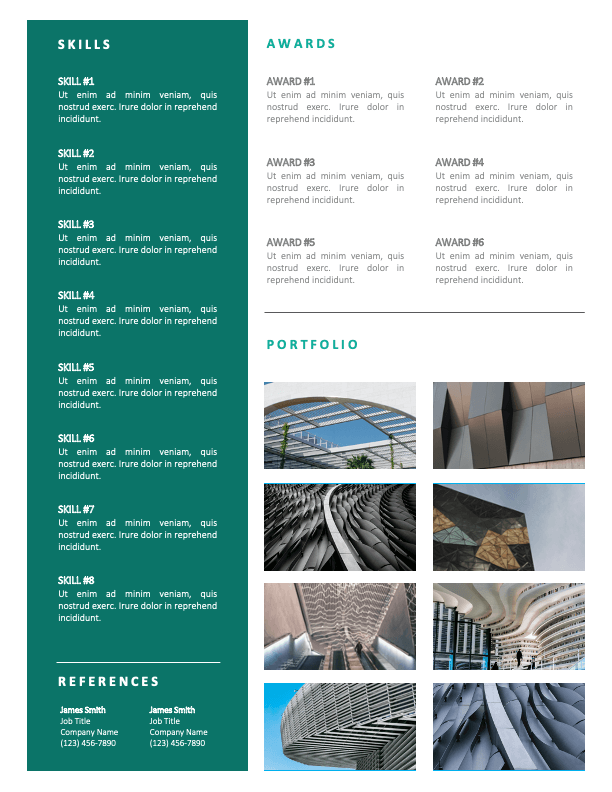 SKILLS
SKILL #1
Ut enim ad minim veniam, quis
nostrud exerc. Irure dolor in reprehend
incididunt.
SKILL #2
Ut enim ad minim veniam, quis
nostrud exerc. Irure dolor in reprehend
incididunt.
SKILL #3
Ut enim ad minim veniam, quis
nostrud exerc. Irure dolor in reprehend
incididunt.
SKILL #4
Ut enim ad minim veniam, quis
nostrud exerc. Irure dolor in reprehend
incididunt.
SKILL #5
Ut enim ad minim veniam, quis
nostrud exerc. Irure dolor in reprehend
incididunt.
SKILL #6
Ut enim ad minim veniam, quis
nostrud exerc. Irure dolor in reprehend
incididunt.
SKILL #7
Ut enim ad minim veniam, quis
nostrud exerc. Irure dolor in reprehend
incididunt.
SKILL #8
Ut enim ad minim veniam, quis
nostrud exerc. Irure dolor in reprehend
incididunt.
REFERENCES
James Smith
Job Title
Company Name
(123) 456-7890
James Smith
Job Title
Company Name
(123) 456-7890
AWARDS
AWARD #1
Ut enim ad minim veniam, quis
nostrud exerc. Irure dolor in
reprehend incididunt.
AWARD #2
Ut enim ad minim veniam, quis
nostrud exerc. Irure dolor in
reprehend incididunt.
AWARD #3
Ut enim ad minim veniam, quis
nostrud exerc. Irure dolor in
reprehend incididunt.
AWARD #4
Ut enim ad minim veniam, quis
nostrud exerc. Irure dolor in
reprehend incididunt.
AWARD #5
Ut enim ad minim veniam, quis
nostrud exerc. Irure dolor in
reprehend incididunt.
AWARD #6
Ut enim ad minim veniam, quis
nostrud exerc. Irure dolor in
reprehend incididunt.
PORTFOLIO